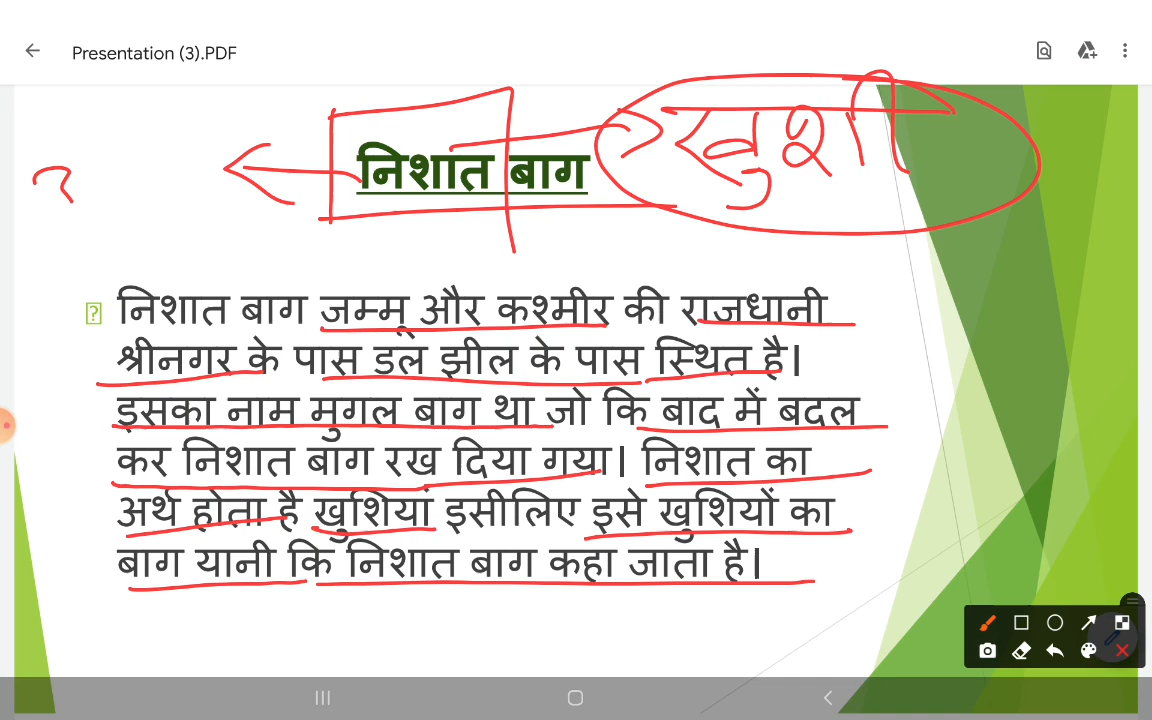 Presentation (3).PDF
निशात बाग
खुशी
निशात बाग जम्मू और कश्मीर की राजधानी
श्रीनगर के पास डल झील के पास स्थित है।
इसका नाम मुगल बाग था जो कि बाद में बदल
कर निशात बाग रख दिया गया। निशात का
अर्थ होता है खुशियां इसीलिए इसे खुशियों का
बाग यानी कि निशात बाग कहा जाता है।